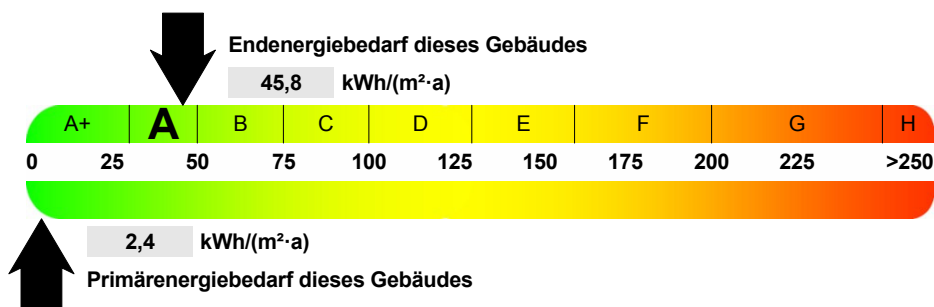 Endenergiebedarf dieses Gebäudes
45,8 kWh/(m²·a)
A+ A B C D E F G H
0 25 50 75 100 125 150 175 200 225 >250
2,4 kWh/(m²·a)
Primärenergiebedarf dieses Gebäudes